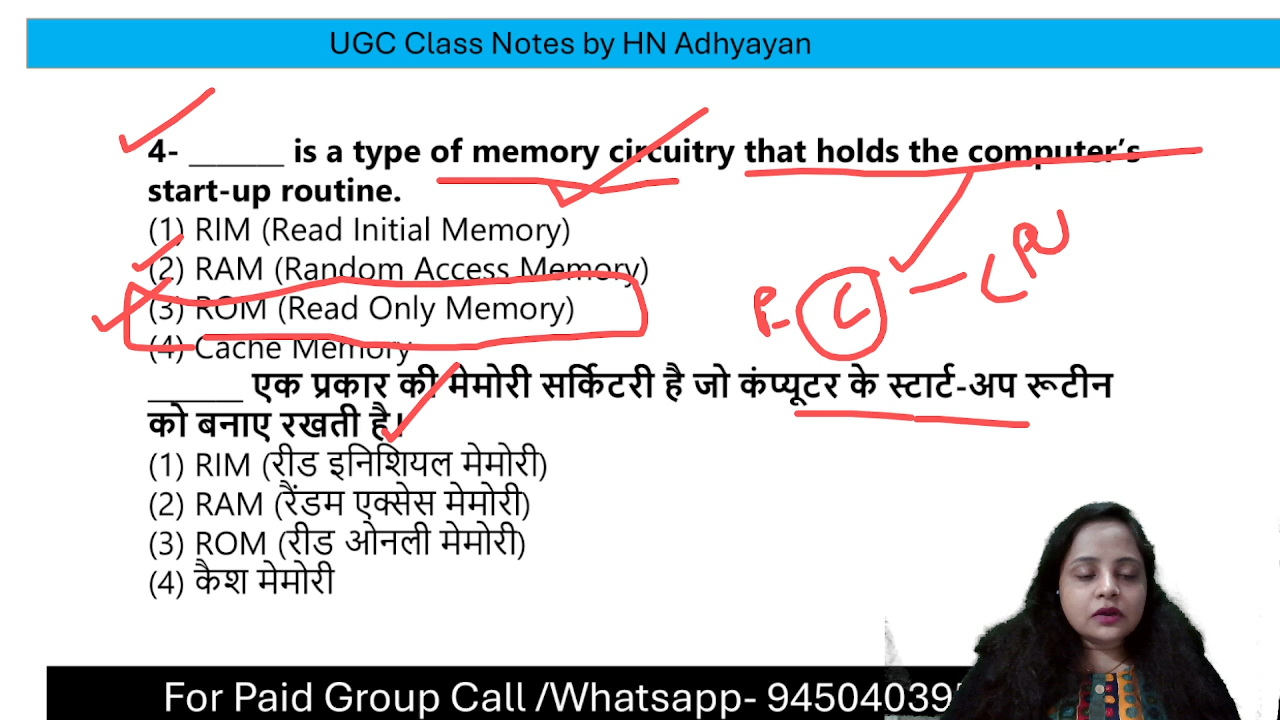 UGC Class Notes by HN Adhyayan
4- _______ is a type of memory circuitry that holds the computer's
start-up routine.
(1) RIM (Read Initial Memory)
(2) RAM (Random Access Memory)
(3) ROM (Read Only Memory)
(4) Cache Memory
_______ एक प्रकार की मेमोरी सर्किटरी है जो कंप्यूटर के स्टार्ट-अप रूटीन
को बनाए रखती है।
(1) RIM (रीड इनिशियल मेमोरी)
(2) RAM (रैंडम एक्सेस मेमोरी)
(3) ROM (रीड ओनली मेमोरी)
(4) कैश मेमोरी
C
For Paid Group Call /Whatsapp- 945040395